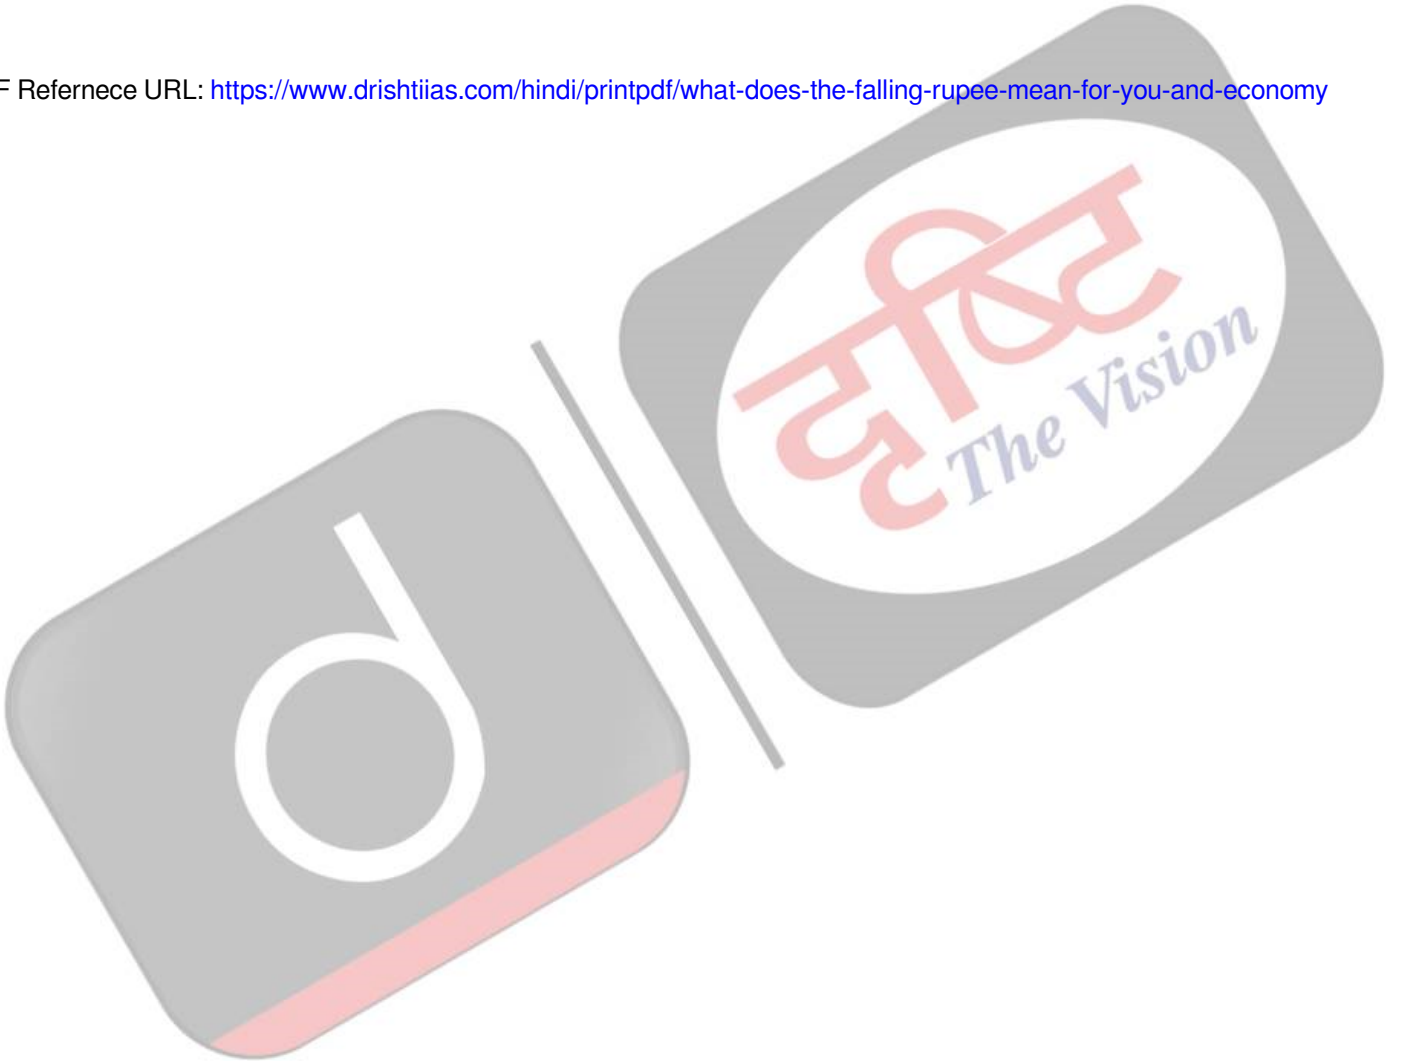 F Refernece URL: https://www.drishtiias.com/hindi/printpdf/what-does-the-falling-rupee-mean-for-you-and-economy
दृष्टि
The Vision
d